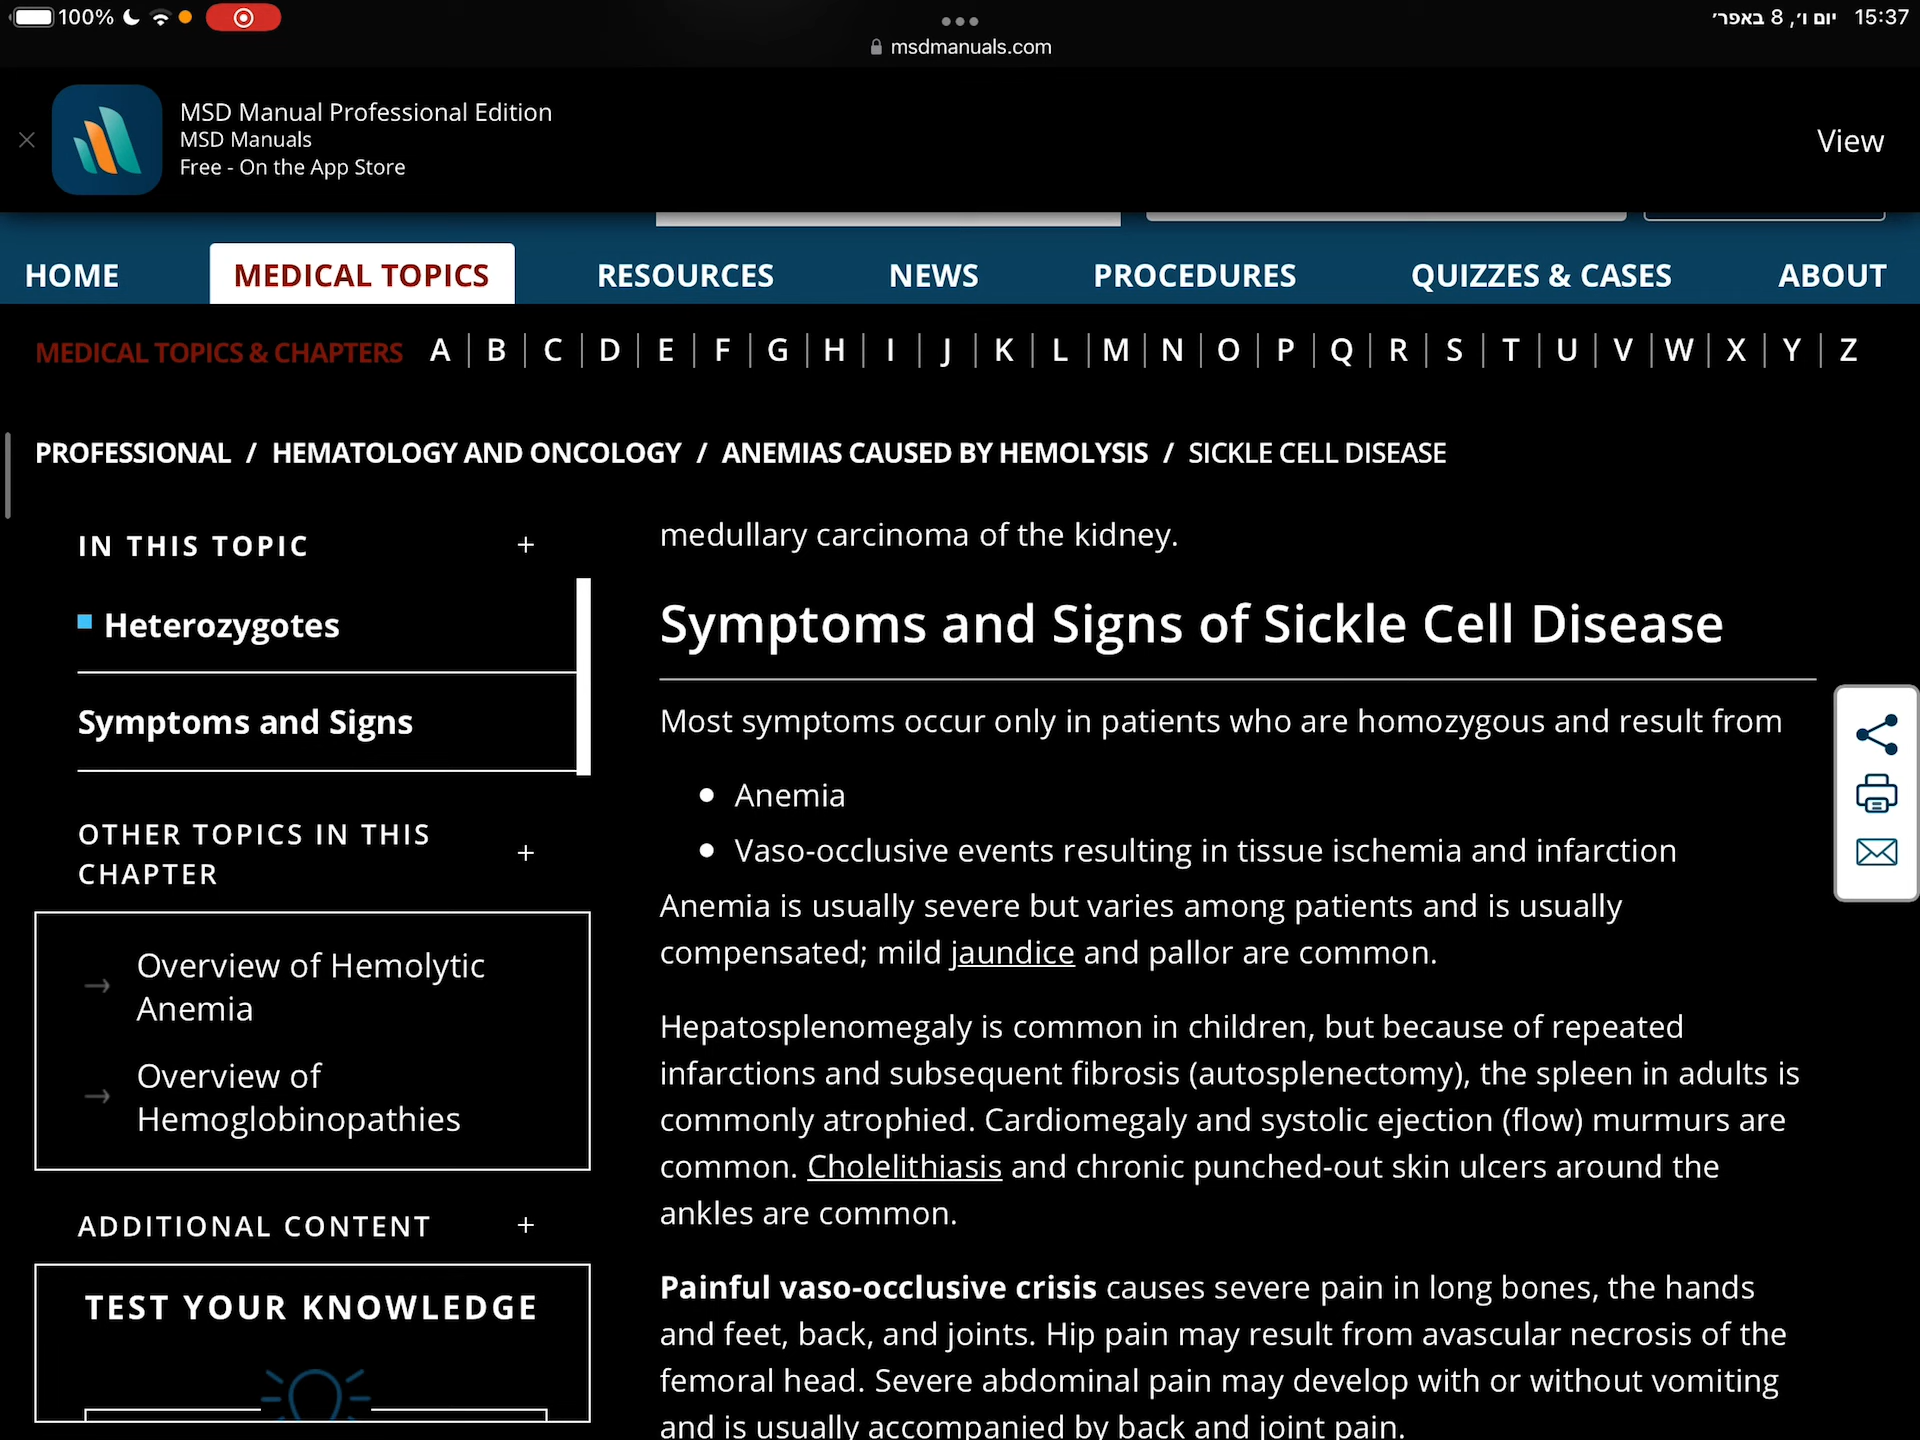 100%
יום ו׳, 8 באפר׳ 15:37
msdmanuals.com
MSD Manual Professional Edition
MSD Manuals
Free - On the App Store
View
HOME MEDICAL TOPICS RESOURCES NEWS PROCEDURES QUIZZES & CASES ABOUT
MEDICAL TOPICS & CHAPTERS A | B | C | D | E | F | G | H | I | J | K | L | M | N | O | P | Q | R | S | T | U | V | W | X | Y | Z
PROFESSIONAL / HEMATOLOGY AND ONCOLOGY / ANEMIAS CAUSED BY HEMOLYSIS / SICKLE CELL DISEASE
IN THIS TOPIC +
Heterozygotes
Symptoms and Signs
OTHER TOPICS IN THIS
CHAPTER +
→ Overview of Hemolytic
Anemia
→ Overview of
Hemoglobinopathies
ADDITIONAL CONTENT +
TEST YOUR KNOWLEDGE
medullary carcinoma of the kidney.
Symptoms and Signs of Sickle Cell Disease
Most symptoms occur only in patients who are homozygous and result from
• Anemia
• Vaso-occlusive events resulting in tissue ischemia and infarction
Anemia is usually severe but varies among patients and is usually
compensated; mild jaundice and pallor are common.
Hepatosplenomegaly is common in children, but because of repeated
infarctions and subsequent fibrosis (autosplenectomy), the spleen in adults is
commonly atrophied. Cardiomegaly and systolic ejection (flow) murmurs are
common. Cholelithiasis and chronic punched-out skin ulcers around the
ankles are common.
Painful vaso-occlusive crisis causes severe pain in long bones, the hands
and feet, back, and joints. Hip pain may result from avascular necrosis of the
femoral head. Severe abdominal pain may develop with or without vomiting
and is usually accompanied by back and joint pain.